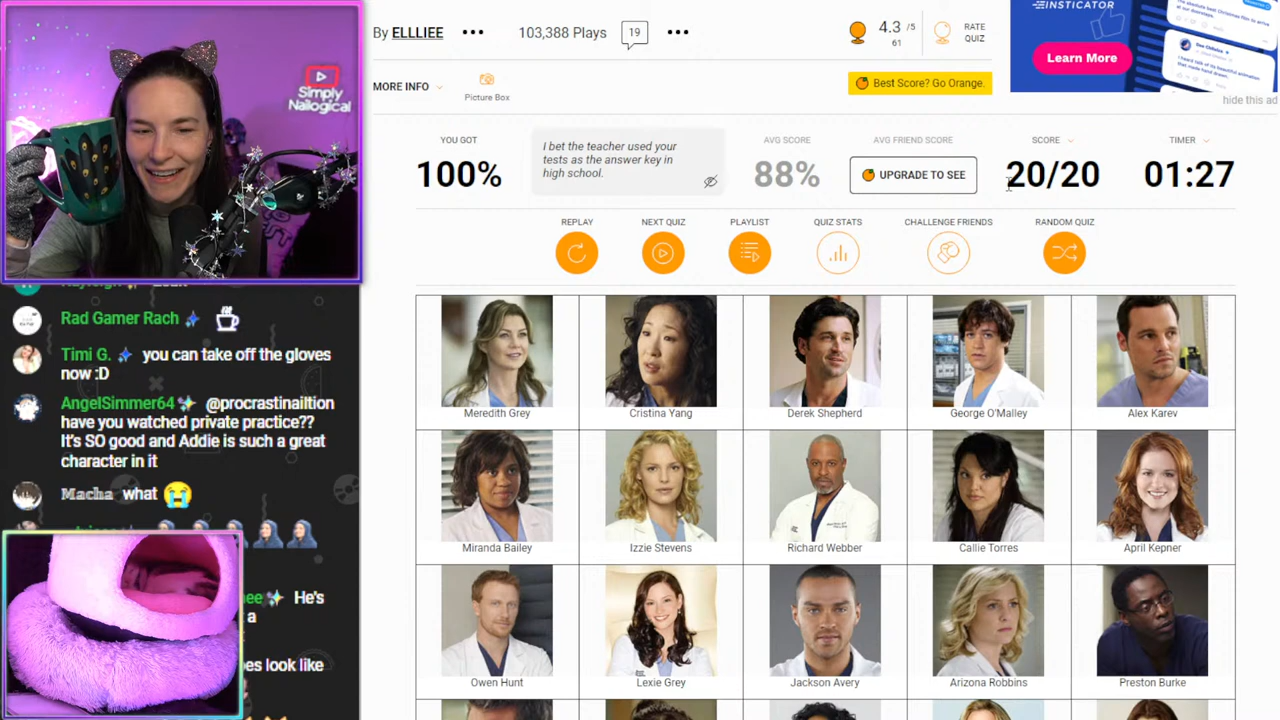 Simply
Nailogical
By ELLLIEE
103,388 Plays
19
4.3 /5
61
RATE
QUIZ
INSTICATOR
Learn More
hide this ad
MORE INFO
Picture Box
Best Score? Go Orange.
YOU GOT
100%
I bet the teacher used your
tests as the answer key in
high school.
AVG SCORE
88%
AVG FRIEND SCORE
UPGRADE TO SEE
SCORE
20/20
TIMER
01:27
REPLAY
NEXT QUIZ
PLAYLIST
QUIZ STATS
CHALLENGE FRIENDS
RANDOM QUIZ
Rad Gamer Rach
Timi G. you can take off the gloves
now :D
AngelSimmer64 @procrastinailtion
have you watched private practice??
It's SO good and Addie is such a great
character in it
Macha what
He's
a
look like
Meredith Grey
Cristina Yang
Derek Shepherd
George O'Malley
Alex Karev
Miranda Bailey
Izzie Stevens
Richard Webber
Callie Torres
April Kepner
Owen Hunt
Lexie Grey
Jackson Avery
Arizona Robbins
Preston Burke